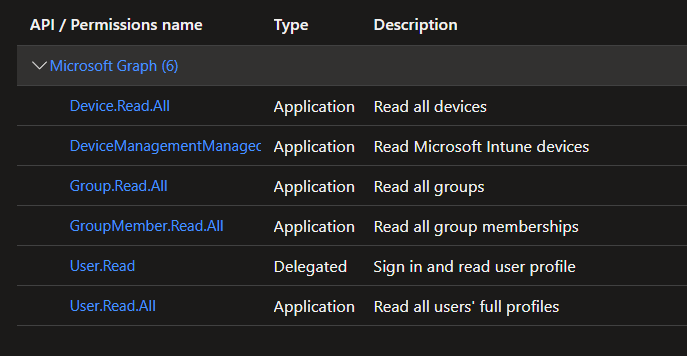 API / Permissions name Type Description
Microsoft Graph (6)
Device.Read.All Application Read all devices
DeviceManagementManaged Application Read Microsoft Intune devices
Group.Read.All Application Read all groups
GroupMember.Read.All Application Read all group memberships
User.Read Delegated Sign in and read user profile
User.Read.All Application Read all users' full profiles